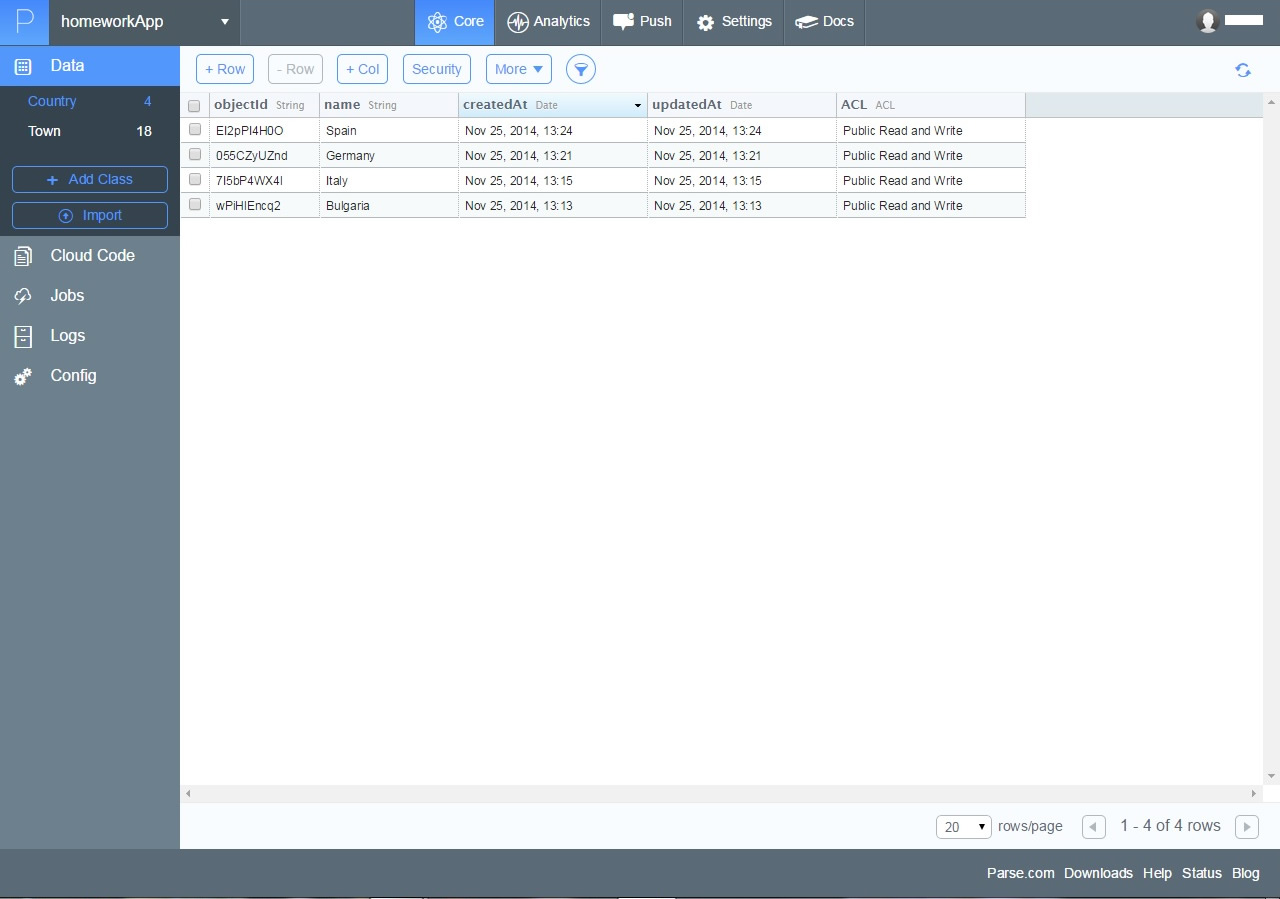 P homeworkApp Core Analytics Push Settings Docs
Data
+ Row - Row + Col Security More
Country 4
Town 18
+ Add Class
Import
Cloud Code
Jobs
Logs
Config
objectId String name String createdAt Date updatedAt Date ACL ACL
EI2pPI4H0O Spain Nov 25, 2014, 13:24 Nov 25, 2014, 13:24 Public Read and Write
055CZyUZnd Germany Nov 25, 2014, 13:21 Nov 25, 2014, 13:21 Public Read and Write
7I5bP4WX4I Italy Nov 25, 2014, 13:15 Nov 25, 2014, 13:15 Public Read and Write
wPiHIEncq2 Bulgaria Nov 25, 2014, 13:13 Nov 25, 2014, 13:13 Public Read and Write
20 rows/page 1 - 4 of 4 rows
Parse.com Downloads Help Status Blog